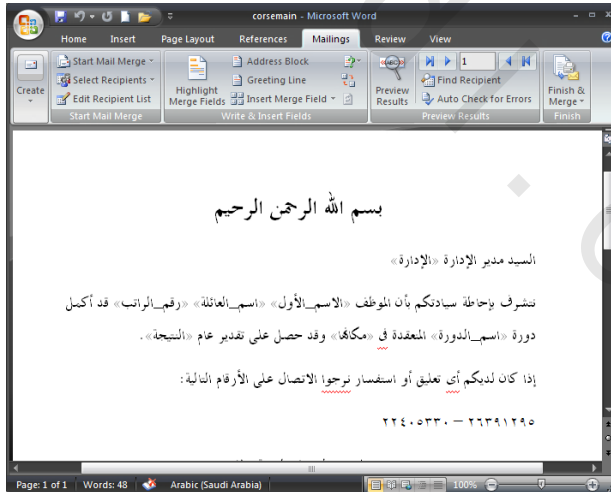 corsemain - Microsoft Word
Home Insert Page Layout References Mailings Review View
Create
Start Mail Merge
Select Recipients
Edit Recipient List
Start Mail Merge
Highlight Merge Fields
Address Block
Greeting Line
Insert Merge Field
Write & Insert Fields
ABC
Preview Results
1
Find Recipient
Auto Check for Errors
Preview Results
Finish & Merge
Finish
بسم الله الرحمن الرحيم
السيد مدير الإدارة «الإدارة»
نتشرف بإحاطة سيادتكم بأن الموظف «الاسم_الأول» «اسم_العائلة» «رقم_الراتب» قد أكمل
دورة «اسم_الدورة» المنعقدة في «مكانها» وقد حصل على تقدير عام «النتيجة».
إذا كان لديكم أي تعليق أو استفسار نرجوا الاتصال على الأرقام التالية:
٢٢٤٠٥٣٣٠ – ٢٦٣٩١٢٩٥
Page: 1 of 1 Words: 48 Arabic (Saudi Arabia) 100%